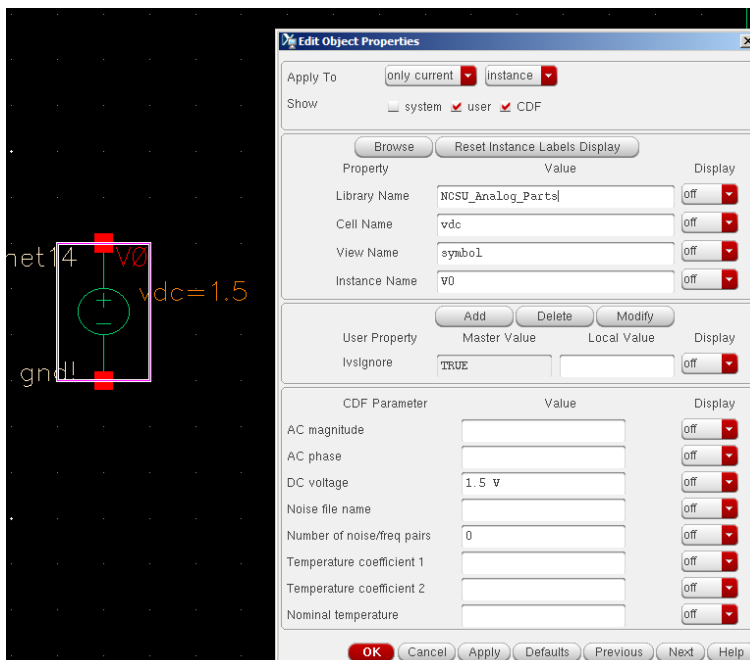 Edit Object Properties
Apply To only current instance
Show system user CDF
Browse Reset Instance Labels Display
Property Value Display
Library Name NCSU_Analog_Parts off
Cell Name vdc off
View Name symbol off
Instance Name V0 off
Add Delete Modify
User Property Master Value Local Value Display
lvsIgnore TRUE off
CDF Parameter Value Display
AC magnitude off
AC phase off
DC voltage 1.5 V off
Noise file name off
Number of noise/freq pairs 0 off
Temperature coefficient 1 off
Temperature coefficient 2 off
Nominal temperature off
OK Cancel Apply Defaults Previous Next Help
net14 V0
vdc=1.5
gnd!